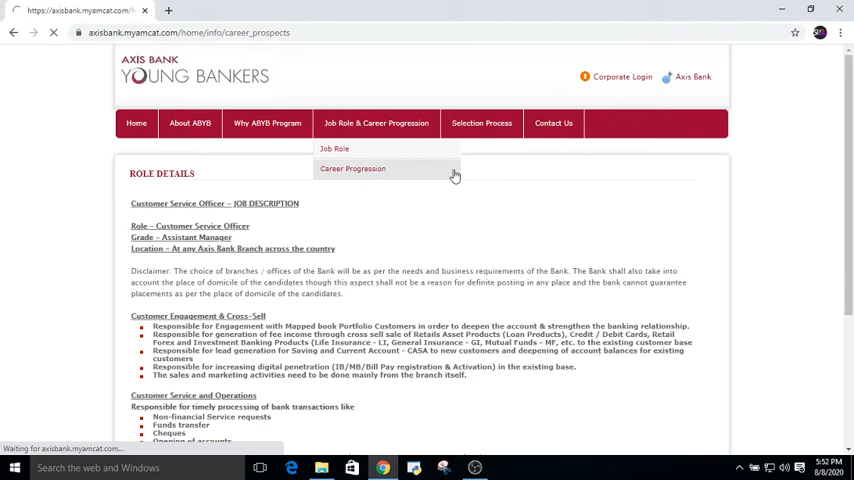 https://axisbank.myamcat.com/ho
axisbank.myamcat.com/home/info/career_prospects
AXIS BANK
YOUNG BANKERS
Corporate Login
Axis Bank
Home
About ABYB
Why ABYB Program
Job Role & Career Progression
Selection Process
Contact Us
Job Role
Career Progression
ROLE DETAILS
Customer Service Officer – JOB DESCRIPTION
Role – Customer Service Officer
Grade – Assistant Manager
Location – At any Axis Bank Branch across the country
Disclaimer: The choice of branches / offices of the Bank will be as per the needs and business requirements of the Bank. The Bank shall also take into
account the place of domicile of the candidates though this aspect shall not be a reason for definite posting in any place and the bank cannot guarantee
placements as per the place of domicile of the candidates.
Customer Engagement & Cross-Sell
Responsible for Engagement with Mapped book Portfolio Customers in order to deepen the account & strengthen the banking relationship.
Responsible for generation of fee income through cross sell sale of Retails Asset Products (Loan Products), Credit / Debit Cards, Retail
Forex and Investment Banking Products (Life Insurance - LI, General Insurance - GI, Mutual Funds - MF, etc. to the existing customer base
Responsible for lead generation for Saving and Current Account - CASA to new customers and deepening of account balances for existing
customers
Responsible for increasing digital penetration (IB/MB/Bill Pay registration & Activation) in the existing base.
The sales and marketing activities need to be done mainly from the branch itself.
Customer Service and Operations
Responsible for timely processing of bank transactions like
Non-financial Service requests
Funds transfer
Cheques
Opening of accounts
Waiting for axisbank.myamcat.com...
Search the web and Windows
5:52 PM
8/8/2020